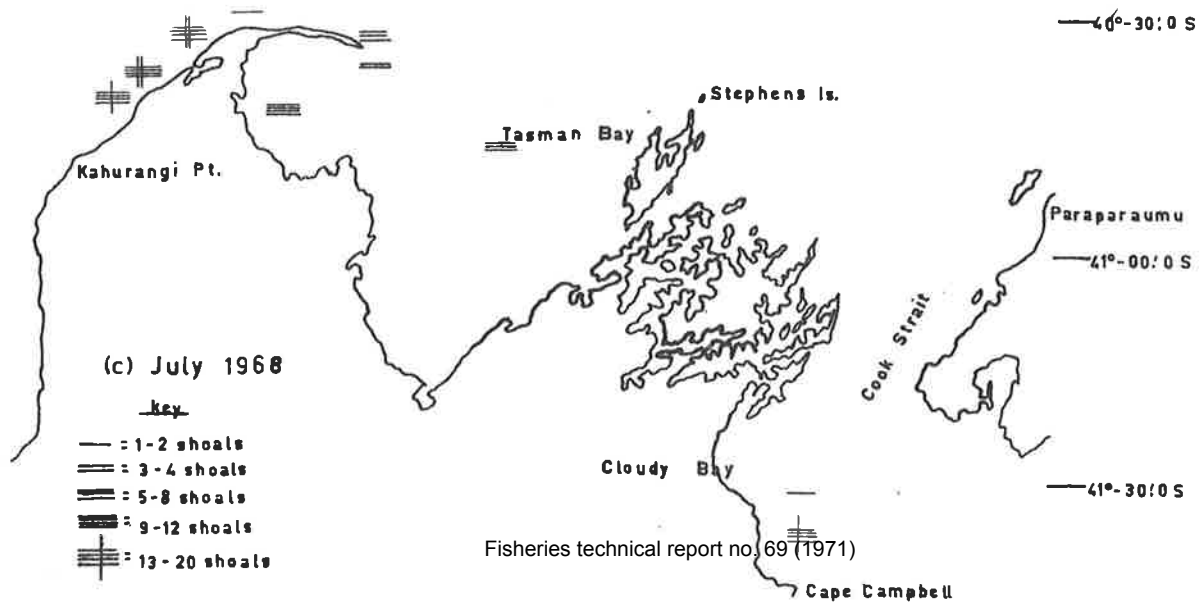 40°-30!0 S
Stephens Is.
Tasman Bay
Kahurangi Pt.
Paraparaumu
41°-00!0 S
Cook Strait
(c) July 1968
key
= 1-2 shoals
= 3-4 shoals
= 5-8 shoals
= 9-12 shoals
= 13-20 shoals
Cloudy Bay
41°-30!0 S
Fisheries technical report no. 69 (1971)
Cape Campbell